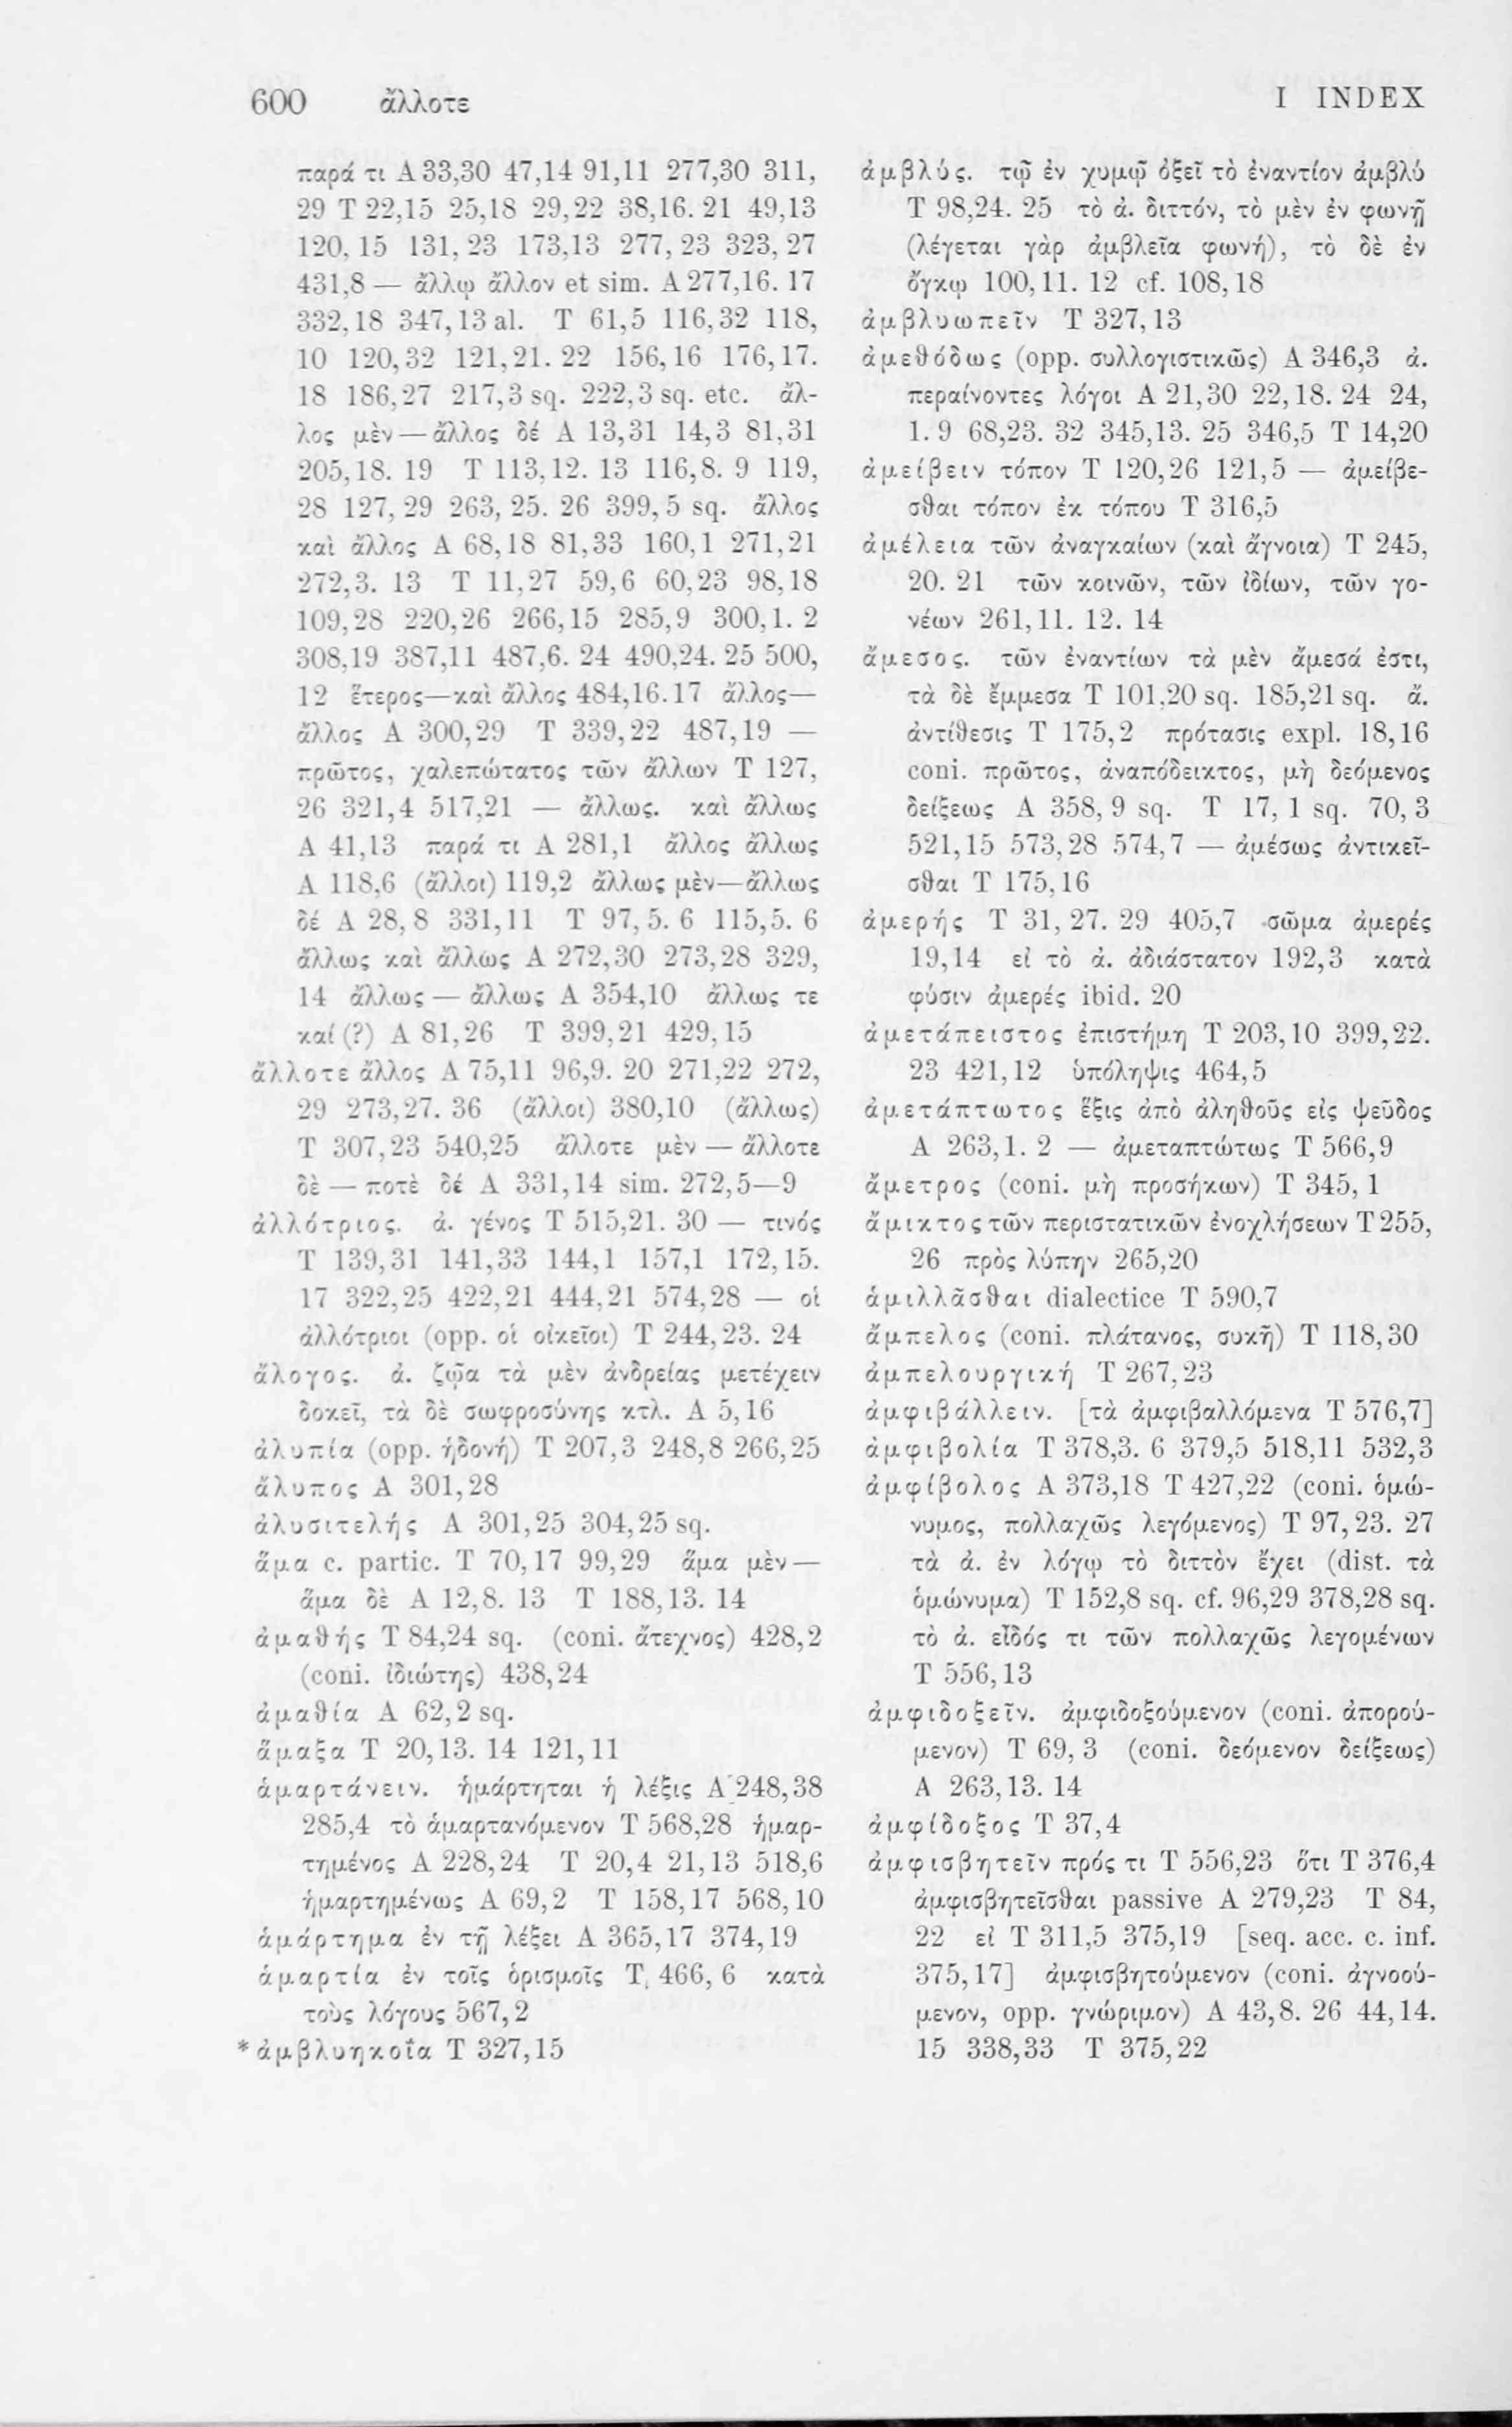 600 ἄλλοτε
I INDEX
παρά τι A 33,30 47,14 91,11 277,30 311,
29 T 22,15 25,18 29,22 38,16. 21 49,13
120, 15 131, 23 173,13 277, 23 323, 27
431,8 — ἄλλῳ ἄλλον et sim. A 277,16. 17
332,18 347,13 al. T 61,5 116,32 118,
10 120,32 121,21. 22 156,16 176,17.
18 186,27 217,3 sq. 222,3 sq. etc. ἄλ-
λος μὲν — ἄλλος δέ A 13,31 14,3 81,31
205,18. 19 T 113,12. 13 116,8. 9 119,
28 127, 29 263, 25. 26 399, 5 sq. ἄλλος
καὶ ἄλλος A 68,18 81,33 160,1 271,21
272,3. 13 T 11,27 59,6 60,23 98,18
109,28 220,26 266,15 285,9 300,1. 2
308,19 387,11 487,6. 24 490,24. 25 500,
12 ἕτερος—καὶ ἄλλος 484,16.17 ἄλλος—
ἄλλος A 300,29 T 339,22 487,19 —
πρῶτος, χαλεπώτατος τῶν ἄλλων T 127,
26 321,4 517,21 — ἄλλως. καὶ ἄλλως
A 41,13 παρά τι A 281,1 ἄλλος ἄλλως
A 118,6 (ἄλλοι) 119,2 ἄλλως μὲν—ἄλλως
δέ A 28, 8 331,11 T 97, 5. 6 115,5. 6
ἄλλως καὶ ἄλλως A 272,30 273,28 329,
14 ἄλλως — ἄλλως A 354,10 ἄλλως τε
καί (?) A 81,26 T 399,21 429,15
ἄλλοτε ἄλλος A 75,11 96,9. 20 271,22 272,
29 273,27. 36 (ἄλλοι) 380,10 (ἄλλως)
T 307,23 540,25 ἄλλοτε μὲν — ἄλλοτε
δὲ — ποτὲ δέ A 331,14 sim. 272,5—9
ἀλλότριος. ἀ. γένος T 515,21. 30 — τινός
T 139,31 141,33 144,1 157,1 172,15.
17 322,25 422,21 444,21 574,28 — οἱ
ἀλλότριοι (opp. οἱ οἰκεῖοι) T 244,23. 24
ἄλογος. ἀ. ζῷα τὰ μὲν ἀνδρείας μετέχειν
δοκεῖ, τὰ δὲ σωφροσύνης κτλ. A 5,16
ἀλυπία (opp. ἡδονή) T 207,3 248,8 266,25
ἄλυπος A 301,28
ἀλυσιτελής A 301,25 304,25 sq.
ἅμα c. partic. T 70,17 99,29 ἅμα μὲν —
ἅμα δὲ A 12,8. 13 T 188,13. 14
ἀμαθής T 84,24 sq. (coni. ἄτεχνος) 428,2
(coni. ἰδιώτης) 438,24
ἀμαθία A 62,2 sq.
ἅμαξα T 20,13. 14 121,11
ἁμαρτάνειν. ἡμάρτηται ἡ λέξις A 248,38
285,4 τὸ ἁμαρτανόμενον T 568,28 ἡμαρ-
τημένος A 228,24 T 20,4 21,13 518,6
ἡμαρτημένως A 69,2 T 158,17 568,10
ἁμάρτημα ἐν τῇ λέξει A 365,17 374,19
ἁμαρτία ἐν τοῖς ὁρισμοῖς T 466, 6 κατὰ
τοὺς λόγους 567, 2
*ἀμβλυηκοΐα T 327,15
ἀμβλύς. τῷ ἐν χυμῷ ὀξεῖ τὸ ἐναντίον ἀμβλύ
T 98,24. 25 τὸ ἀ. διττόν, τὸ μὲν ἐν φωνῇ
(λέγεται γὰρ ἀμβλεῖα φωνή), τὸ δὲ ἐν
ὄγκῳ 100,11. 12 cf. 108,18
ἀμβλυωπεῖν T 327,13
ἀμεθόδως (opp. συλλογιστικῶς) A 346,3 ἀ.
περαίνοντες λόγοι A 21,30 22,18. 24 24,
1. 9 68,23. 32 345,13. 25 346,5 T 14,20
ἀμείβειν τόπον T 120,26 121,5 — ἀμείβε-
σθαι τόπον ἐκ τόπου T 316,5
ἀμέλεια τῶν ἀναγκαίων (καὶ ἄγνοια) T 245,
20. 21 τῶν κοινῶν, τῶν ἰδίων, τῶν γο-
νέων 261,11. 12. 14
ἄμεσος. τῶν ἐναντίων τὰ μὲν ἄμεσά ἐστι,
τὰ δὲ ἔμμεσα T 101,20 sq. 185,21 sq. ἄ.
ἀντίθεσις T 175,2 πρότασις expl. 18,16
coni. πρῶτος, ἀναπόδεικτος, μὴ δεόμενος
δείξεως A 358, 9 sq. T 17, 1 sq. 70, 3
521,15 573,28 574,7 — ἀμέσως ἀντικεῖ-
σθαι T 175,16
ἀμερής T 31, 27. 29 405,7 σῶμα ἀμερές
19,14 εἰ τὸ ἀ. ἀδιάστατον 192,3 κατὰ
φύσιν ἀμερές ibid. 20
ἀμετάπειστος ἐπιστήμη T 203,10 399,22.
23 421,12 ὑπόληψις 464,5
ἀμετάπτωτος ἕξις ἀπὸ ἀληθοῦς εἰς ψεῦδος
A 263,1. 2 — ἀμεταπτώτως T 566,9
ἄμετρος (coni. μὴ προσήκων) T 345, 1
ἄμικτος τῶν περιστατικῶν ἐνοχλήσεων T 255,
26 πρὸς λύπην 265,20
ἁμιλλᾶσθαι dialectice T 590,7
ἄμπελος (coni. πλάτανος, συκῆ) T 118,30
ἀμπελουργική T 267,23
ἀμφιβάλλειν. [τὰ ἀμφιβαλλόμενα T 576,7]
ἀμφιβολία T 378,3. 6 379,5 518,11 532,3
ἀμφίβολος A 373,18 T 427,22 (coni. ὁμώ-
νυμος, πολλαχῶς λεγόμενος) T 97,23. 27
τὰ ἀ. ἐν λόγῳ τὸ διττὸν ἔχει (dist. τὰ
ὁμώνυμα) T 152,8 sq. cf. 96,29 378,28 sq.
τὸ ἀ. εἶδός τι τῶν πολλαχῶς λεγομένων
T 556,13
ἀμφιδοξεῖν. ἀμφιδοξούμενον (coni. ἀπορού-
μενον) T 69, 3 (coni. δεόμενον δείξεως)
A 263,13. 14
ἀμφίδοξος T 37,4
ἀμφισβητεῖν πρός τι T 556,23 ὅτι T 376,4
ἀμφισβητεῖσθαι passive A 279,23 T 84,
22 εἰ T 311,5 375,19 [seq. acc. c. inf.
375,17] ἀμφισβητούμενον (coni. ἀγνοού-
μενον, opp. γνώριμον) A 43,8. 26 44,14.
15 338,33 T 375,22